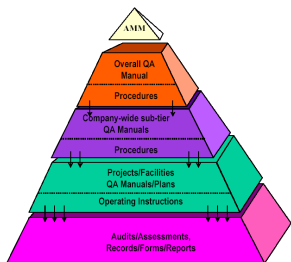 AMM
Overall QA
Manual
Procedures
Company-wide sub-tier
QA Manuals
Procedures
Projects/Facilities
QA Manuals/Plans
Operating Instructions
Audits/Assessments,
Records/Forms/Reports